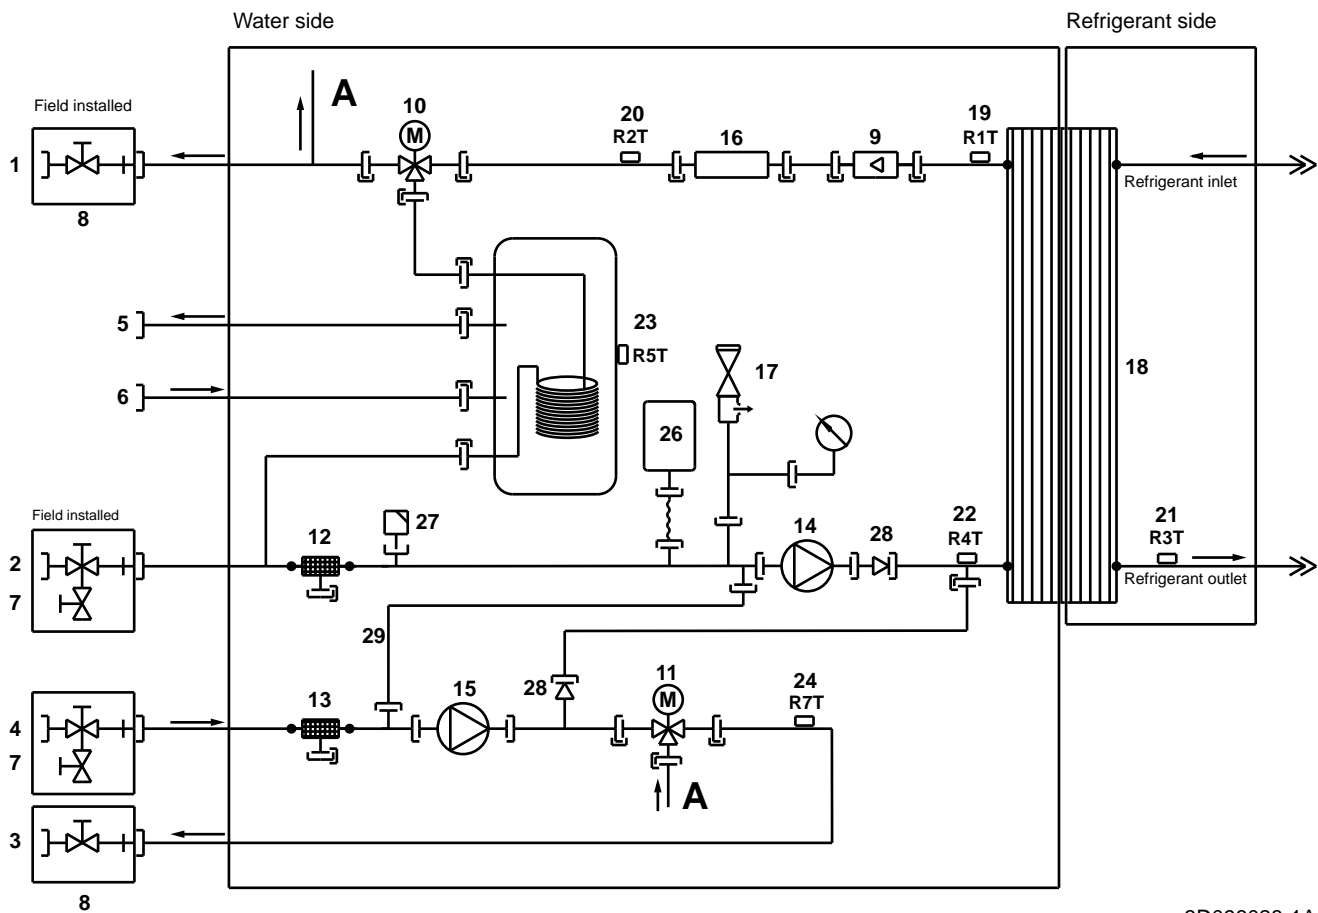 Water side
Refrigerant side
Field installed
A
10
M
20
R2T
16
9
19
R1T
1
8
Refrigerant inlet
5
23
R5T
17
18
6
26
Field installed
27
2
12
14
28
22
R4T
21
R3T
7
Refrigerant outlet
29
11
M
24
R7T
13
15
28
4
7
A
3
8